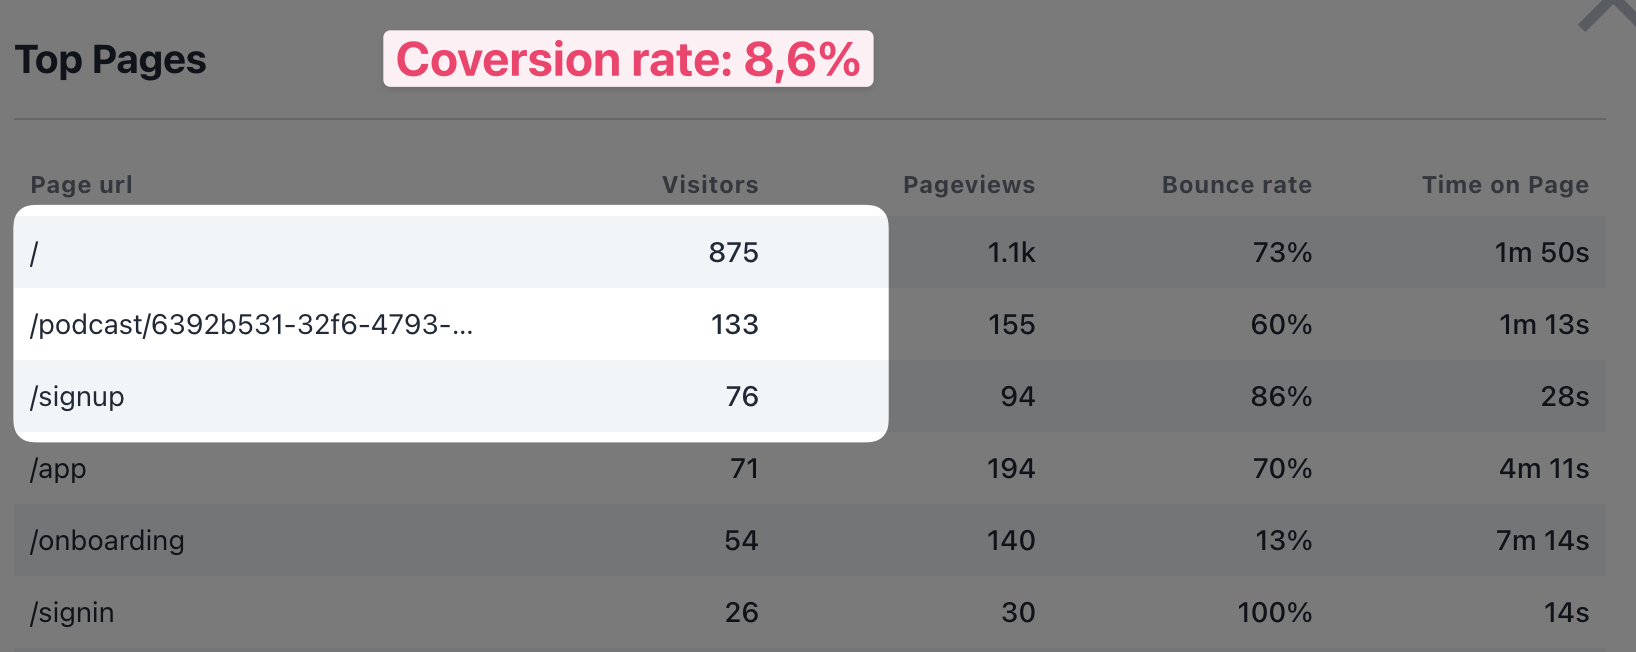 Top Pages
Coversion rate: 8,6%
Page url Visitors Pageviews Bounce rate Time on Page
/ 875 1.1k 73% 1m 50s
/podcast/6392b531-32f6-4793-... 133 155 60% 1m 13s
/signup 76 94 86% 28s
/app 71 194 70% 4m 11s
/onboarding 54 140 13% 7m 14s
/signin 26 30 100% 14s